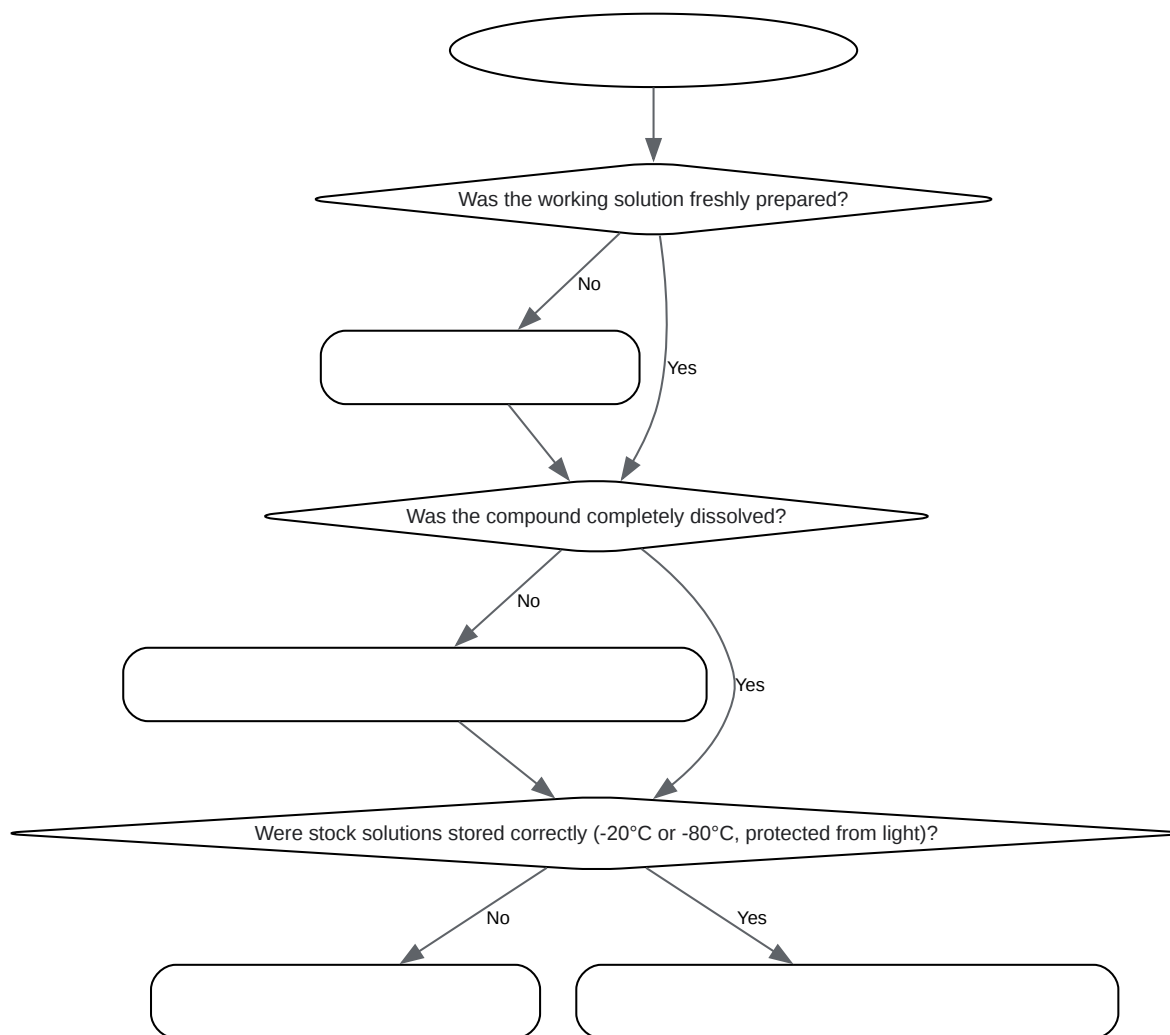 Was the working solution freshly prepared?
No
Yes
Was the compound completely dissolved?
No
Yes
Were stock solutions stored correctly (-20°C or -80°C, protected from light)?
No
Yes